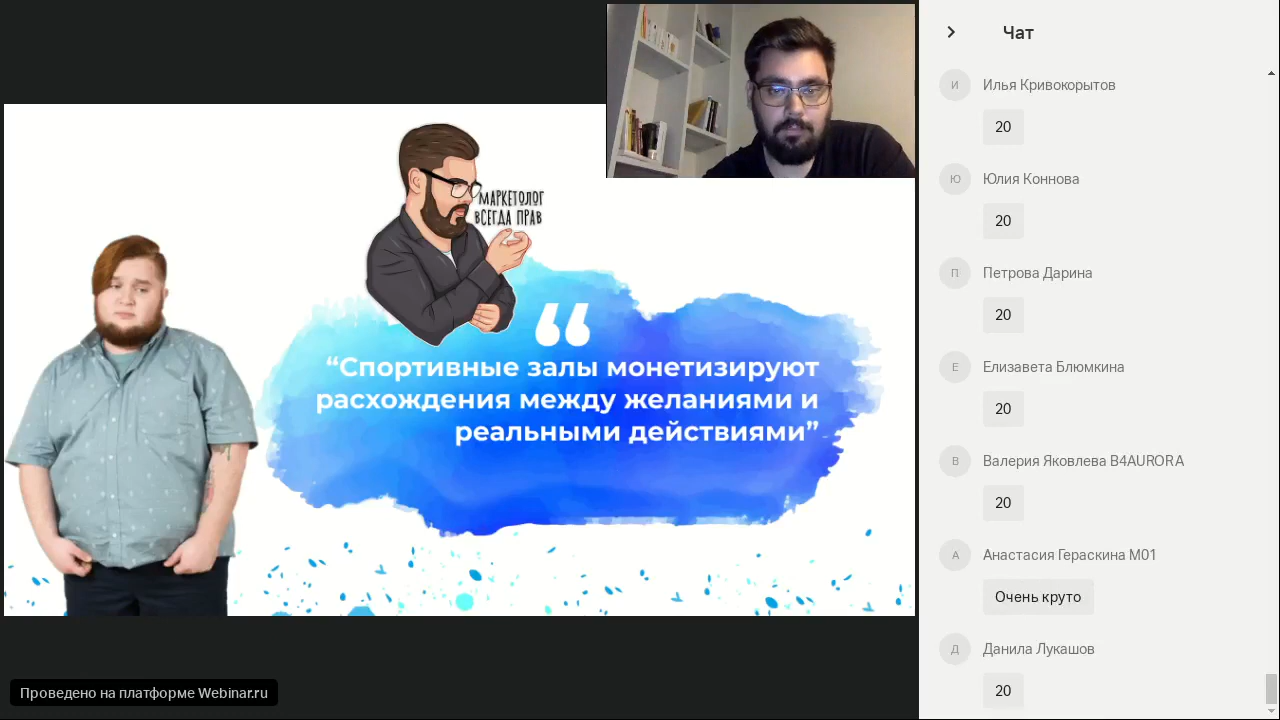 МАРКЕТОЛОГ
ВСЕГДА ПРАВ
“Спортивные залы монетизируют
расхождения между желаниями и
реальными действиями”
Проведено на платформе Webinar.ru
Чат
И
Илья Кривокорытов
20
Ю
Юлия Коннова
20
П
Петрова Дарина
20
Е
Елизавета Блюмкина
20
В
Валерия Яковлева B4AURORA
20
А
Анастасия Гераскина М01
Очень круто
Д
Данила Лукашов
20